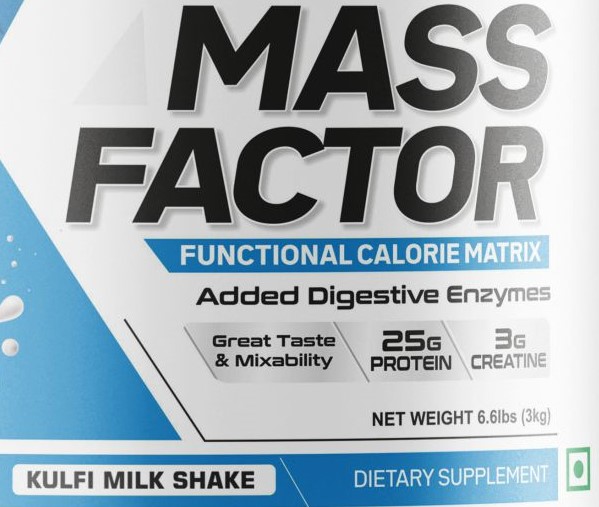 MASS
FACTOR
FUNCTIONAL CALORIE MATRIX
Added Digestive Enzymes
Great Taste
& Mixability
25G
PROTEIN
3G
CREATINE
NET WEIGHT 6.6lbs (3kg)
KULFI MILK SHAKE
DIETARY SUPPLEMENT